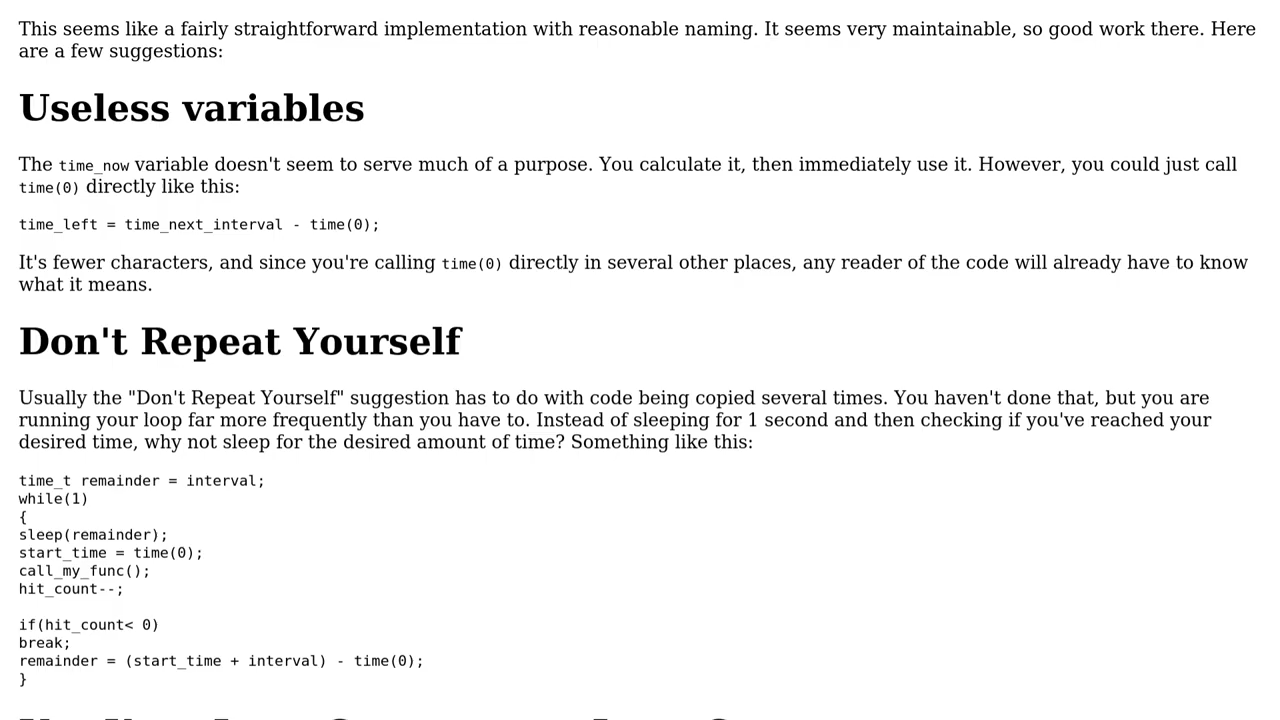 This seems like a fairly straightforward implementation with reasonable naming. It seems very maintainable, so good work there. Here
are a few suggestions:
Useless variables
The time_now variable doesn't seem to serve much of a purpose. You calculate it, then immediately use it. However, you could just call
time(0) directly like this:
time_left = time_next_interval - time(0);
It's fewer characters, and since you're calling time(0) directly in several other places, any reader of the code will already have to know
what it means.
Don't Repeat Yourself
Usually the "Don't Repeat Yourself" suggestion has to do with code being copied several times. You haven't done that, but you are
running your loop far more frequently than you have to. Instead of sleeping for 1 second and then checking if you've reached your
desired time, why not sleep for the desired amount of time? Something like this:
time_t remainder = interval;
while(1)
{
sleep(remainder);
start_time = time(0);
call_my_func();
hit_count--;
if(hit_count< 0)
break;
remainder = (start_time + interval) - time(0);
}